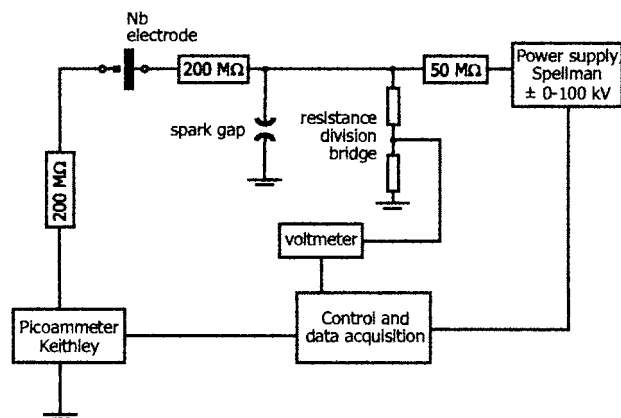 Nb
electrode
200 MΩ
50 MΩ
Power supply
Spellman
± 0-100 kV
spark gap
resistance
division
bridge
200 MΩ
voltmeter
Picoammeter
Keithley
Control and
data acquisition